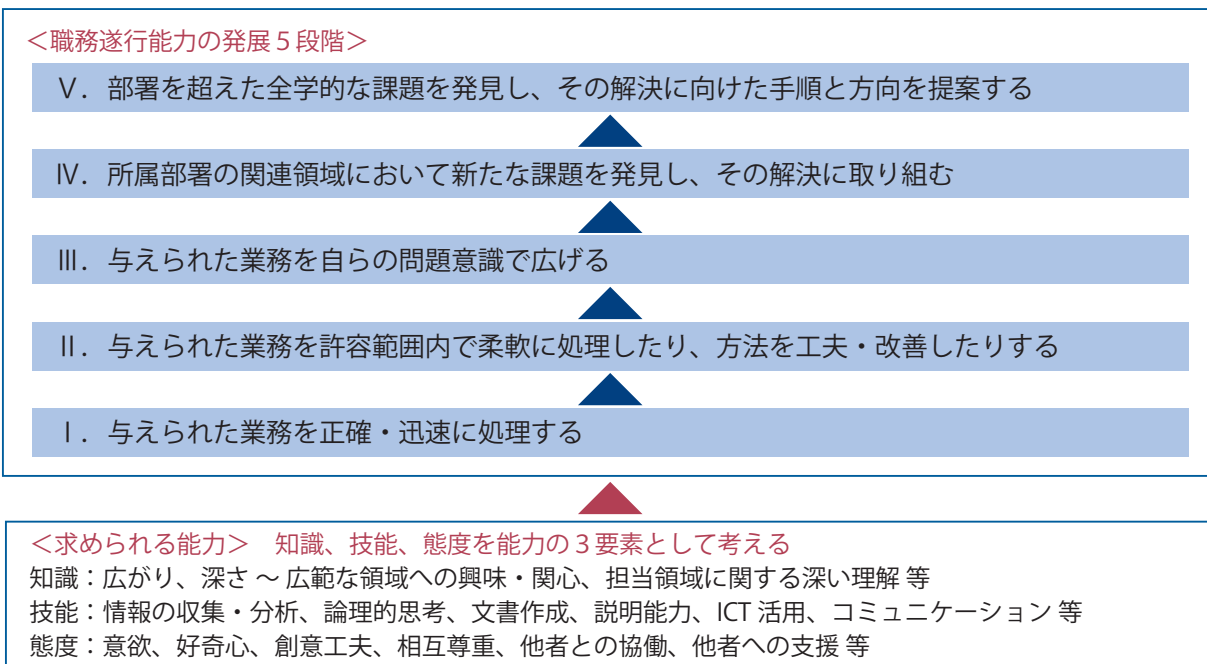 ＜職務遂行能力の発展５段階＞
Ⅴ．部署を超えた全学的な課題を発見し、その解決に向けた手順と方向を提案する
Ⅳ．所属部署の関連領域において新たな課題を発見し、その解決に取り組む
Ⅲ．与えられた業務を自らの問題意識で広げる
Ⅱ．与えられた業務を許容範囲内で柔軟に処理したり、方法を工夫・改善したりする
Ⅰ．与えられた業務を正確・迅速に処理する
＜求められる能力＞　知識、技能、態度を能力の３要素として考える
知識：広がり、深さ ～ 広範な領域への興味・関心、担当領域に関する深い理解 等
技能：情報の収集・分析、論理的思考、文書作成、説明能力、ICT 活用、コミュニケーション 等
態度：意欲、好奇心、創意工夫、相互尊重、他者との協働、他者への支援 等